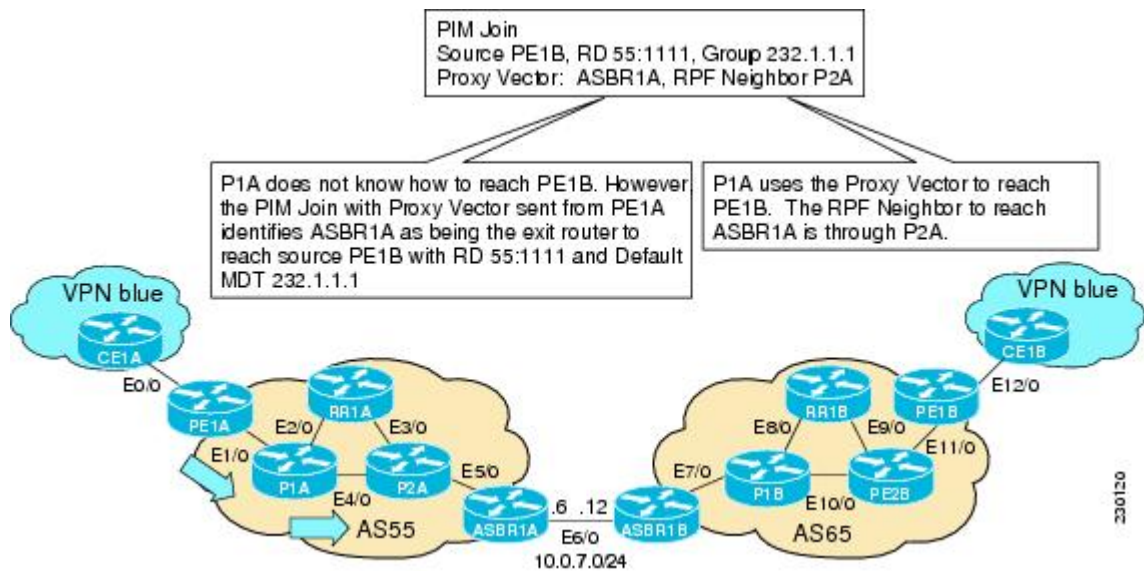 PIM Join
Source PE1B, RD 55:1111, Group 232.1.1.1
Proxy Vector: ASBR1A, RPF Neighbor P2A
P1A does not know how to reach PE1B. However,
the PIM Join with Proxy Vector sent from PE1A
identifies ASBR1A as being the exit router to
reach source PE1B with RD 55:1111 and Default
MDT 232.1.1.1
P1A uses the Proxy Vector to reach
PE1B. The RPF Neighbor to reach
ASBR1A is through P2A.
VPN blue
CE1A
E0/0
PE1A
E1/0
E2/0
RR1A
E3/0
P1A
E4/0
P2A
E5/0
AS55
ASBR1A
.6 .12
E6/0
10.0.7.0/24
ASBR1B
E7/0
P1B
E8/0
RR1B
E9/0
PE1B
E10/0
PE2B
E11/0
AS65
VPN blue
CE1B
E12/0
230120